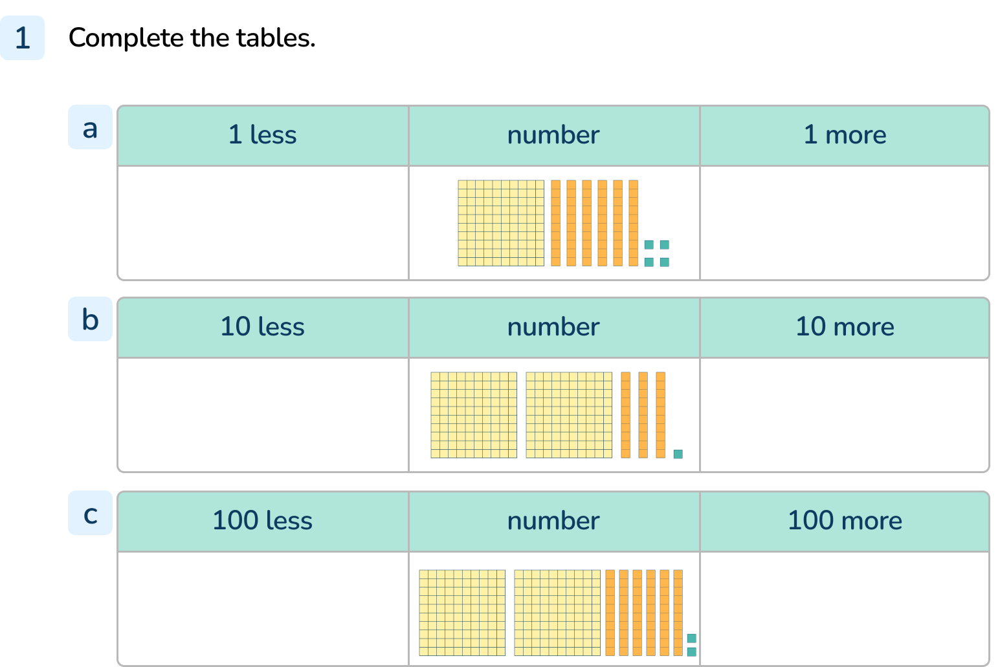 1 Complete the tables.
a 1 less number 1 more
b 10 less number 10 more
c 100 less number 100 more